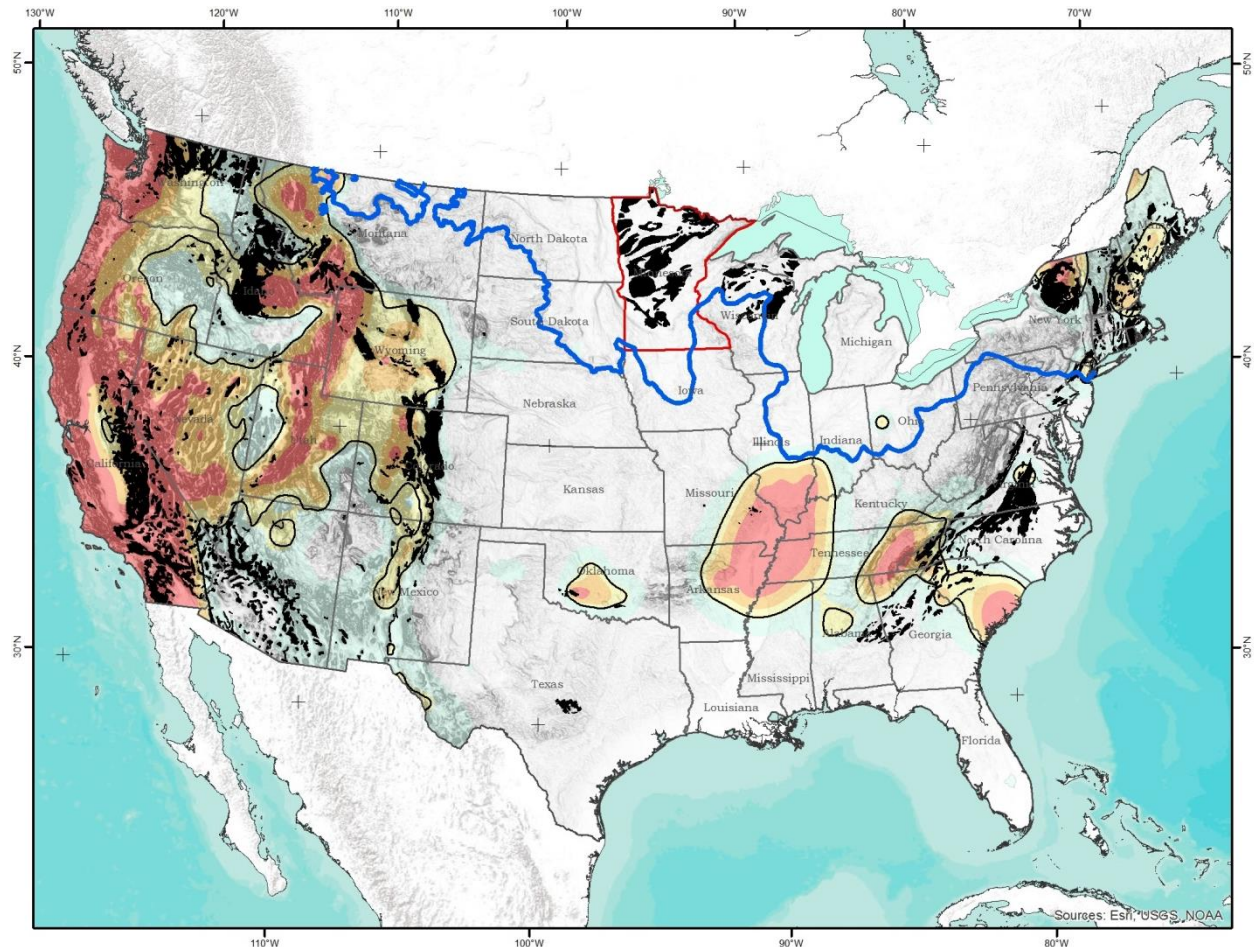 130°W 120°W 110°W 100°W 90°W 80°W 70°W
50°N 50°N
Washington
Montana
North Dakota
Minnesota
Maine
Oregon
Idaho
South Dakota
Wisconsin
New York
Michigan
Wyoming
40°N 40°N
Iowa
Pennsylvania
Nebraska
Nevada
Ohio
Utah
Illinois
Indiana
California
Colorado
Kansas
Missouri
Kentucky
North Carolina
Tennessee
Oklahoma
New Mexico
Arkansas
30°N 30°N
Alabama
Georgia
Texas
Mississippi
Louisiana
Florida
Sources: Esri, USGS, NOAA
110°W 100°W 90°W 80°W